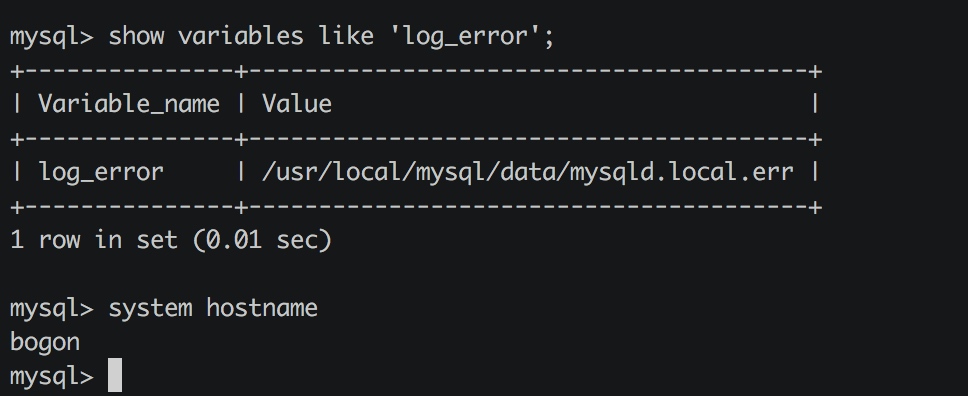 mysql> show variables like 'log_error';
+---------------+----------------------------------------+
| Variable_name | Value                                  |
+---------------+----------------------------------------+
| log_error     | /usr/local/mysql/data/mysqld.local.err |
+---------------+----------------------------------------+
1 row in set (0.01 sec)
mysql> system hostname
bogon
mysql>